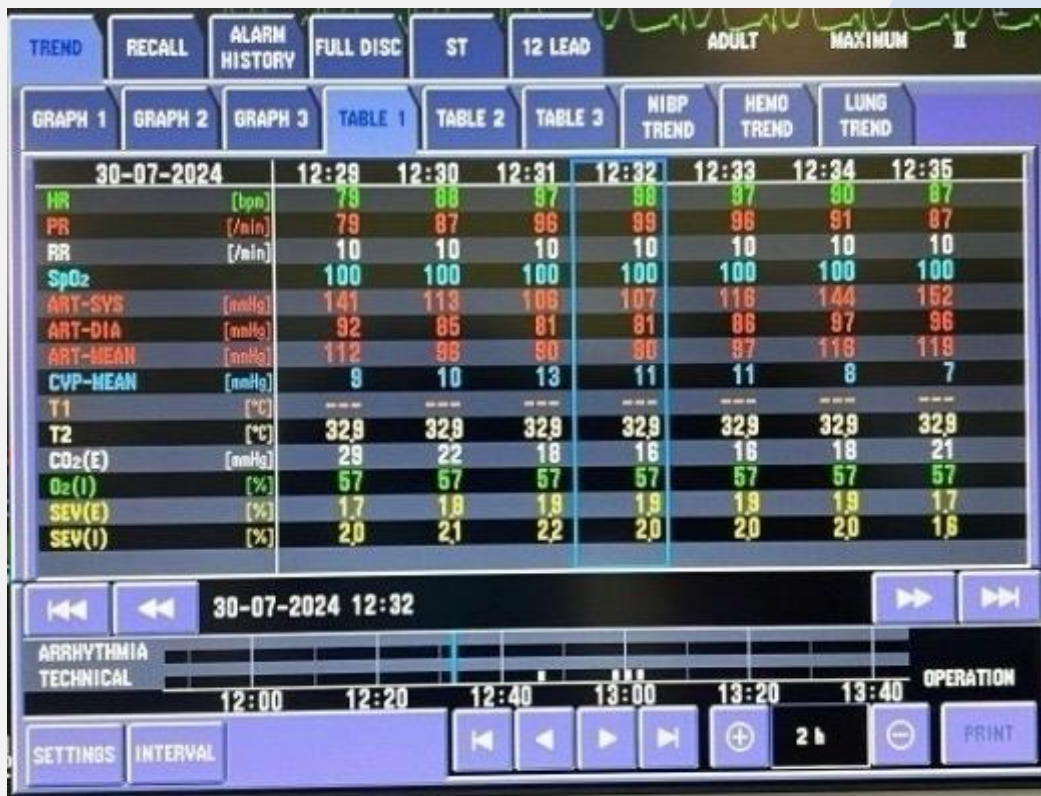 ADULT MAXIMUM II
TREND RECALL ALARM HISTORY FULL DISC ST 12 LEAD
GRAPH 1 GRAPH 2 GRAPH 3 TABLE 1 TABLE 2 TABLE 3 NIBP TREND HEMO TREND LUNG TREND
30-07-2024 12:29 12:30 12:31 12:32 12:33 12:34 12:35
HR [bpm] 79 88 97 98 97 90 87
PR [/min] 79 87 96 99 96 91 87
RR [/min] 10 10 10 10 10 10 10
SpO2 100 100 100 100 100 100 100
ART-SYS [mmHg] 141 113 106 107 116 144 152
ART-DIA [mmHg] 92 85 81 81 86 97 96
ART-MEAN [mmHg] 112 96 90 90 97 118 119
CVP-MEAN [mmHg] 9 10 13 11 11 8 7
T1 [°C] --- --- --- --- --- --- ---
T2 [°C] 32.9 32.9 32.9 32.9 32.9 32.9 32.9
CO2(E) [mmHg] 29 22 18 16 16 18 21
O2(I) [%] 57 57 57 57 57 57 57
SEV(E) [%] 1.7 1.8 1.9 1.9 1.9 1.9 1.7
SEV(I) [%] 2.0 2.1 2.2 2.0 2.0 2.0 1.6
30-07-2024 12:32
ARRHYTHMIA
TECHNICAL
OPERATION
12:00 12:20 12:40 13:00 13:20 13:40
SETTINGS INTERVAL 2 h PRINT